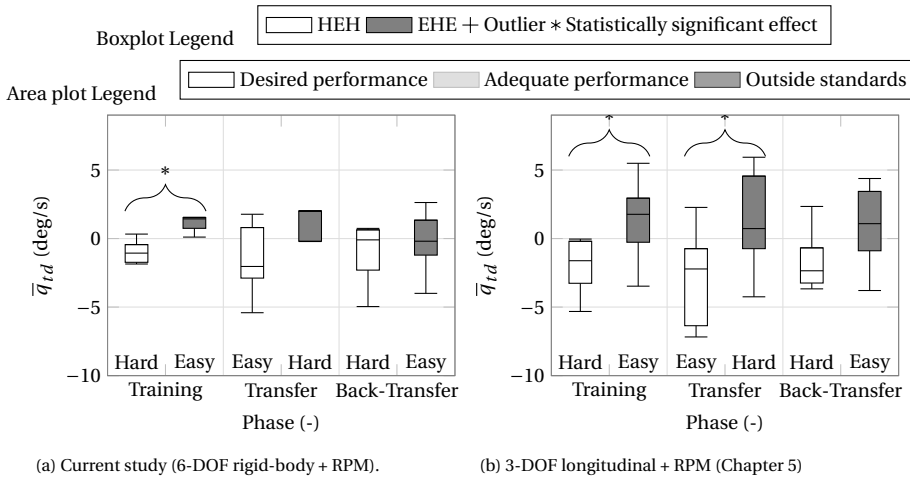 Boxplot Legend HEH EHE + Outlier * Statistically significant effect
Area plot Legend Desired performance Adequate performance Outside standards
*
5
0
−5
−10
q̅td (deg/s)
Hard Easy Easy Hard Hard Easy
Training Transfer Back-Transfer
Phase (-)
(a) Current study (6-DOF rigid-body + RPM).
* *
5
0
−5
−10
q̅td (deg/s)
Hard Easy Easy Hard Hard Easy
Training Transfer Back-Transfer
Phase (-)
(b) 3-DOF longitudinal + RPM (Chapter 5)